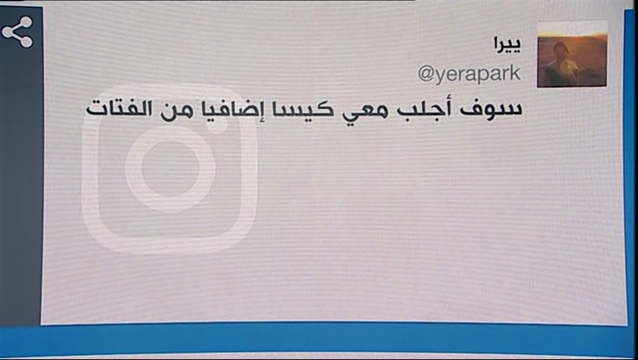 ييرا
@yerapark
سوف أجلب معي كيسا إضافيا من الفتات